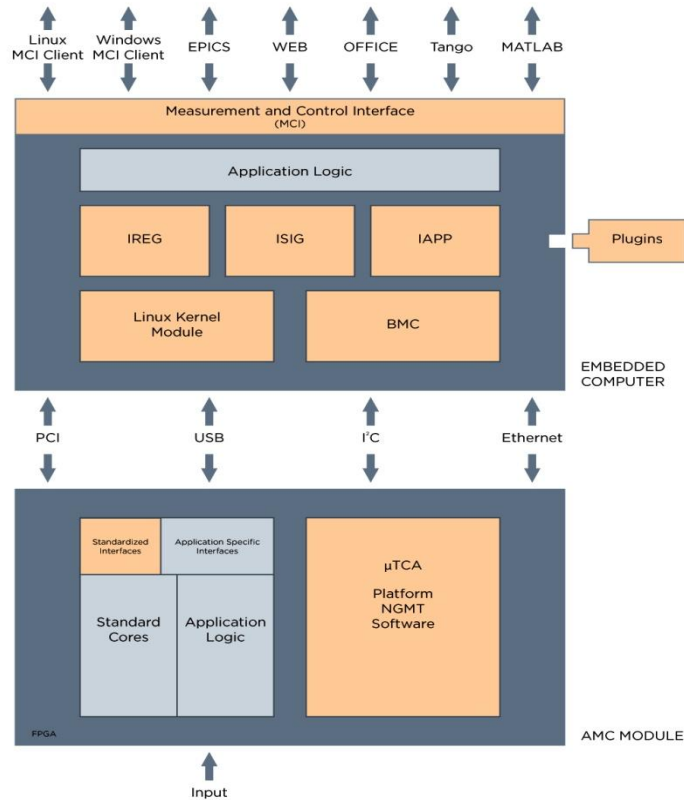 Linux
MCI Client
Windows
MCI Client
EPICS
WEB
OFFICE
Tango
MATLAB
Measurement and Control Interface
(MCI)
Application Logic
IREG
ISIG
IAPP
Plugins
Linux Kernel
Module
BMC
EMBEDDED
COMPUTER
PCI
USB
I²C
Ethernet
Standardized
Interfaces
Application Specific
Interfaces
µTCA
Platform
NGMT
Software
Standard
Cores
Application
Logic
FPGA
AMC MODULE
Input